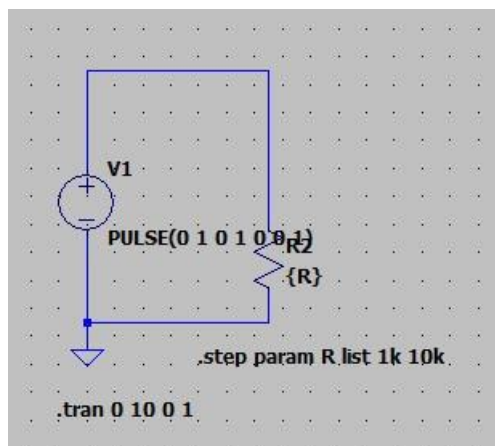 V1
PULSE(0 1 0 1 0 0 1)
R2
{R}
.step param R list 1k 10k
.tran 0 10 0 1